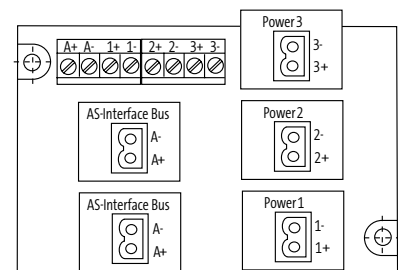 Power3
A+ A- 1+ 1- 2+ 2- 3+ 3-
3-
3+
AS-Interface Bus
A-
A+
Power2
2-
2+
AS-Interface Bus
A-
A+
Power1
1-
1+